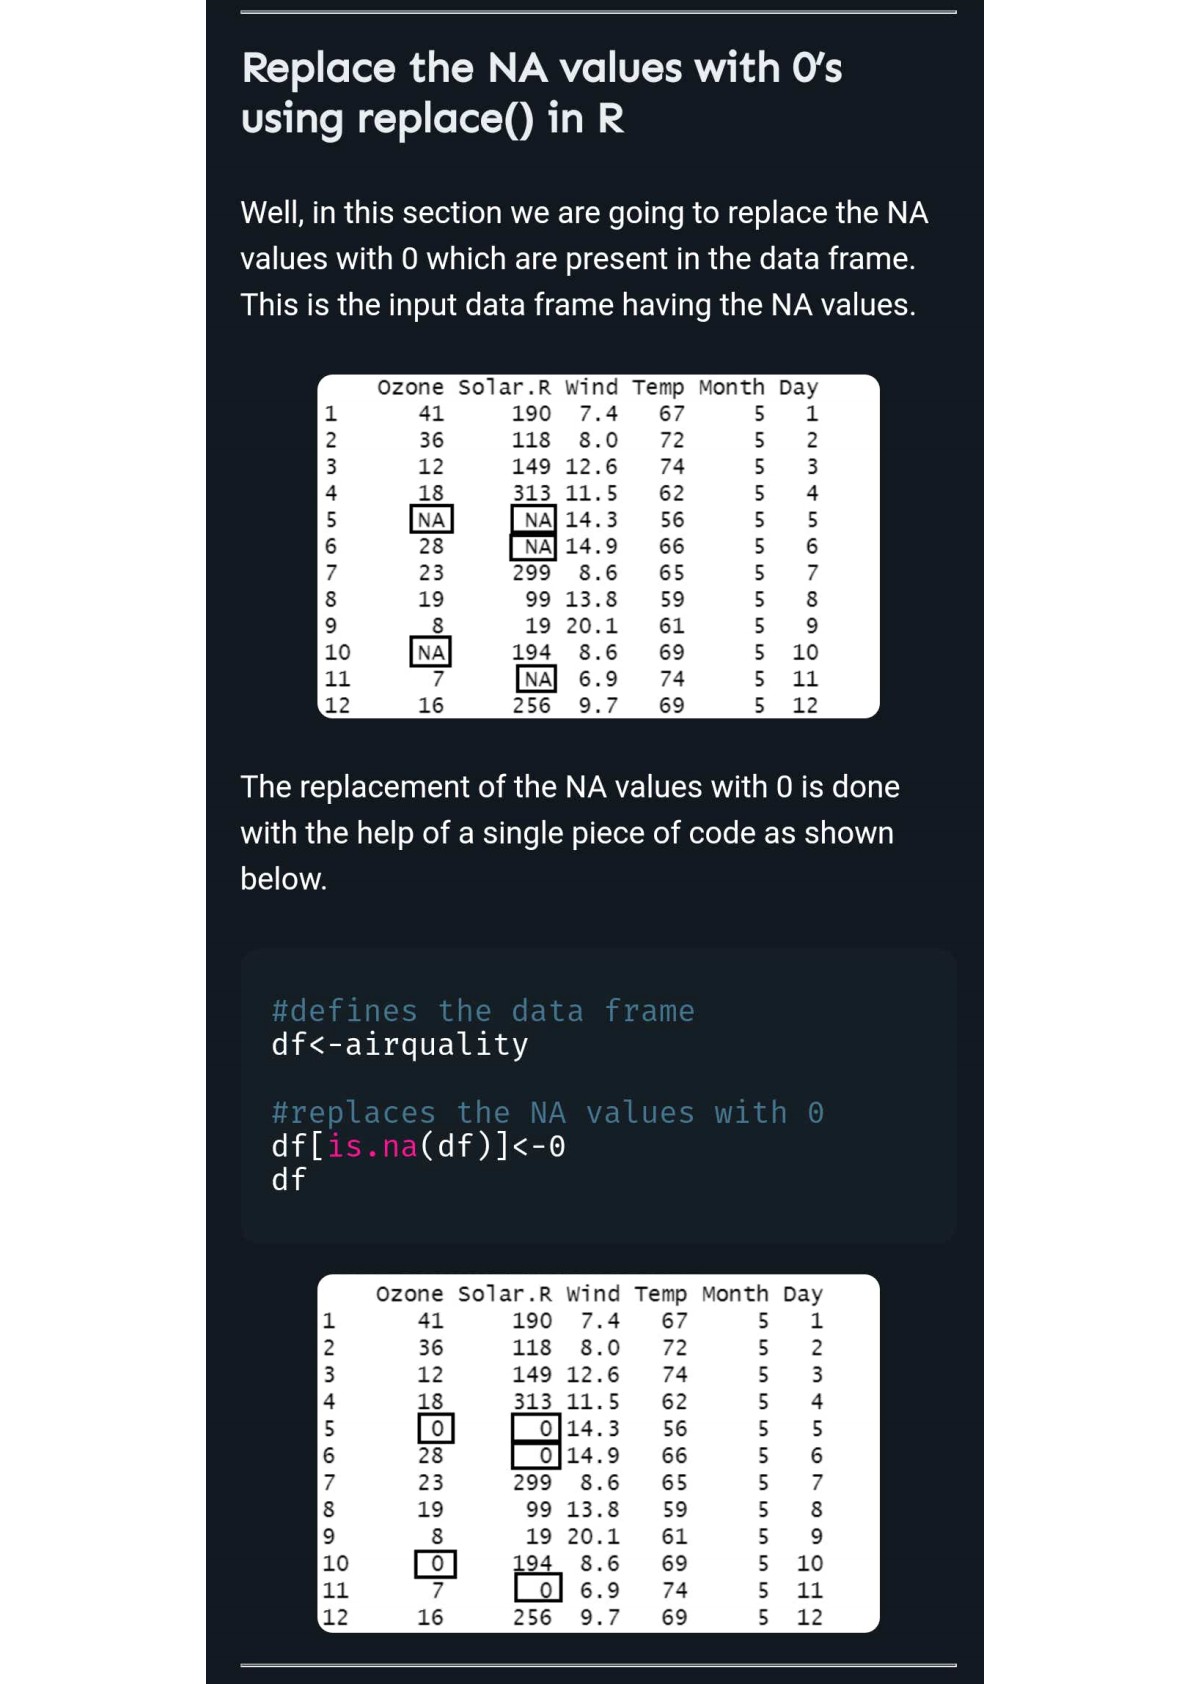 Replace the NA values with 0's
using replace() in R
Well, in this section we are going to replace the NA
values with 0 which are present in the data frame.
This is the input data frame having the NA values.
Ozone Solar.R Wind Temp Month Day
1 41 190 7.4 67 5 1
2 36 118 8.0 72 5 2
3 12 149 12.6 74 5 3
4 18 313 11.5 62 5 4
5 NA NA 14.3 56 5 5
6 28 NA 14.9 66 5 6
7 23 299 8.6 65 5 7
8 19 99 13.8 59 5 8
9 8 19 20.1 61 5 9
10 NA 194 8.6 69 5 10
11 7 NA 6.9 74 5 11
12 16 256 9.7 69 5 12
The replacement of the NA values with 0 is done
with the help of a single piece of code as shown
below.
#defines the data frame
df<-airquality
#replaces the NA values with 0
df[is.na(df)]<-0
df
Ozone Solar.R Wind Temp Month Day
1 41 190 7.4 67 5 1
2 36 118 8.0 72 5 2
3 12 149 12.6 74 5 3
4 18 313 11.5 62 5 4
5 0 0 14.3 56 5 5
6 28 0 14.9 66 5 6
7 23 299 8.6 65 5 7
8 19 99 13.8 59 5 8
9 8 19 20.1 61 5 9
10 0 194 8.6 69 5 10
11 7 0 6.9 74 5 11
12 16 256 9.7 69 5 12